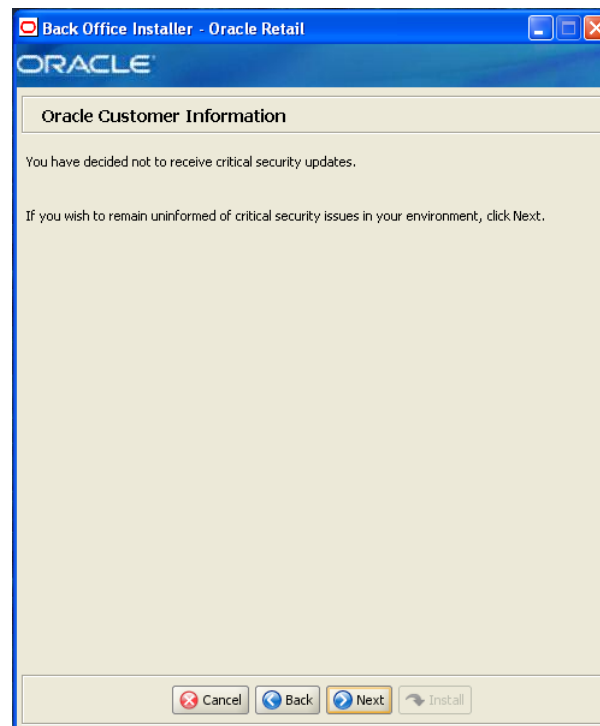 Back Office Installer - Oracle Retail
ORACLE
Oracle Customer Information
You have decided not to receive critical security updates.
If you wish to remain uninformed of critical security issues in your environment, click Next.
Cancel Back Next Install